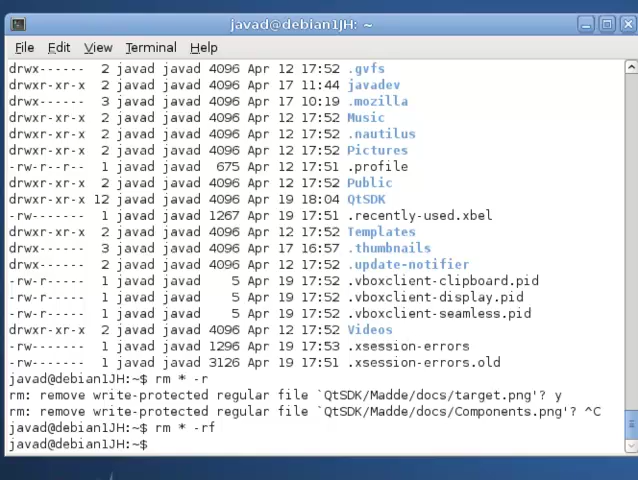 javad@debian1JH: ~
File Edit View Terminal Help
drwx------ 2 javad javad 4096 Apr 12 17:52 .gvfs
drwxr-xr-x 2 javad javad 4096 Apr 17 11:44 javadev
drwx------ 3 javad javad 4096 Apr 17 10:19 .mozilla
drwxr-xr-x 2 javad javad 4096 Apr 12 17:52 Music
drwxr-xr-x 2 javad javad 4096 Apr 12 17:52 .nautilus
drwxr-xr-x 2 javad javad 4096 Apr 12 17:52 Pictures
-rw-r--r-- 1 javad javad 675 Apr 12 17:51 .profile
drwxr-xr-x 2 javad javad 4096 Apr 12 17:52 Public
drwxr-xr-x 12 javad javad 4096 Apr 19 18:04 QtSDK
-rw------- 1 javad javad 1267 Apr 19 17:51 .recently-used.xbel
drwxr-xr-x 2 javad javad 4096 Apr 12 17:52 Templates
drwx------ 3 javad javad 4096 Apr 17 16:57 .thumbnails
drwx------ 2 javad javad 4096 Apr 12 17:52 .update-notifier
-rw-r----- 1 javad javad 5 Apr 19 17:52 .vboxclient-clipboard.pid
-rw-r----- 1 javad javad 5 Apr 19 17:52 .vboxclient-display.pid
-rw-r----- 1 javad javad 5 Apr 19 17:52 .vboxclient-seamless.pid
drwxr-xr-x 2 javad javad 4096 Apr 12 17:52 Videos
-rw------- 1 javad javad 1296 Apr 19 17:53 .xsession-errors
-rw------- 1 javad javad 3126 Apr 19 17:51 .xsession-errors.old
javad@debian1JH:~$ rm * -r
rm: remove write-protected regular file `QtSDK/Madde/docs/target.png'? y
rm: remove write-protected regular file `QtSDK/Madde/docs/Components.png'? ^C
javad@debian1JH:~$ rm * -rf
javad@debian1JH:~$